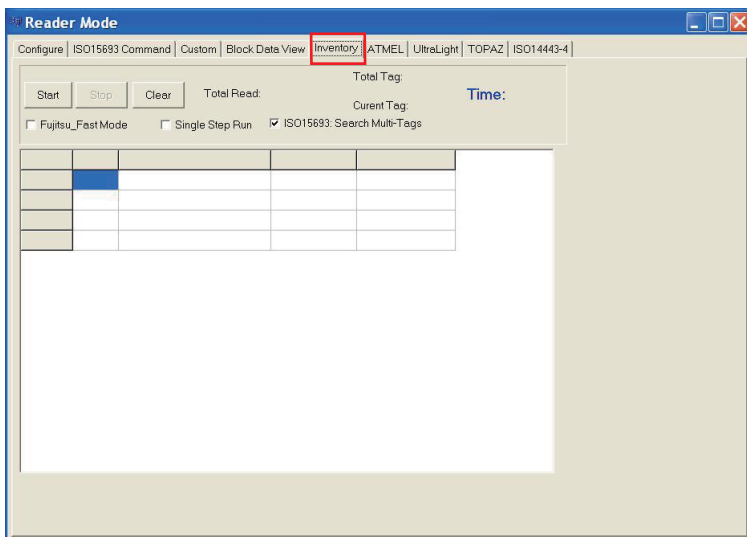 Reader Mode
Configure ISO15693 Command Custom Block Data View Inventory ATMEL UltraLight TOPAZ ISO14443-4
Total Tag:
Start Stop Clear Total Read: Time:
Curent Tag:
Fujitsu_Fast Mode Single Step Run ISO15693: Search Multi-Tags